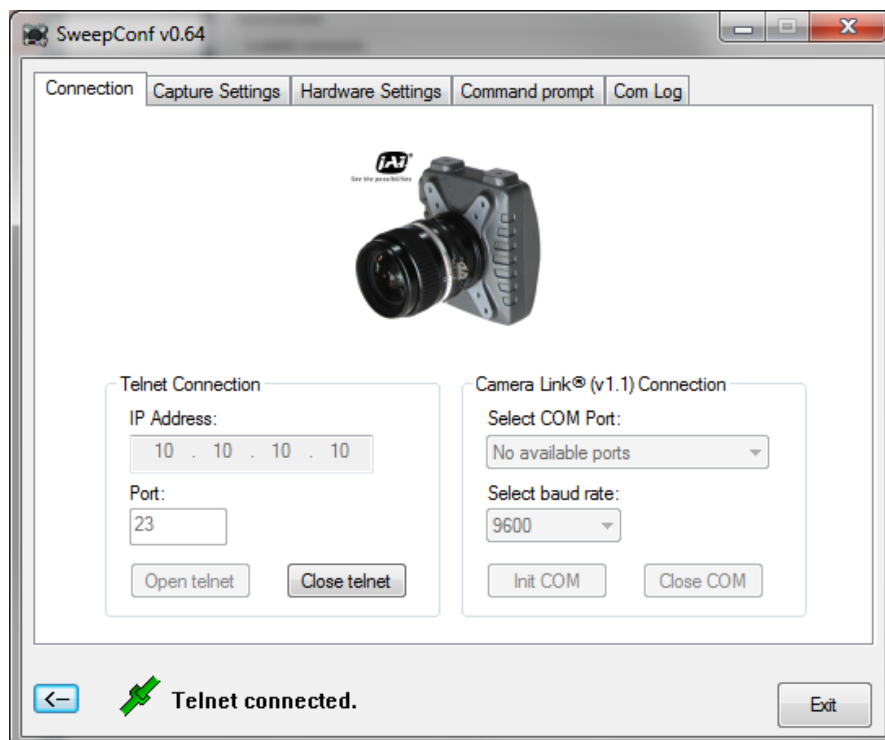 SweepConf v0.64
Connection Capture Settings Hardware Settings Command prompt Com Log
JAI®
See the possibilities
Telnet Connection
IP Address:
10 . 10 . 10 . 10
Port:
23
Open telnet Close telnet
Camera Link® (v1.1) Connection
Select COM Port:
No available ports
Select baud rate:
9600
Init COM Close COM
<-- Telnet connected.
Exit